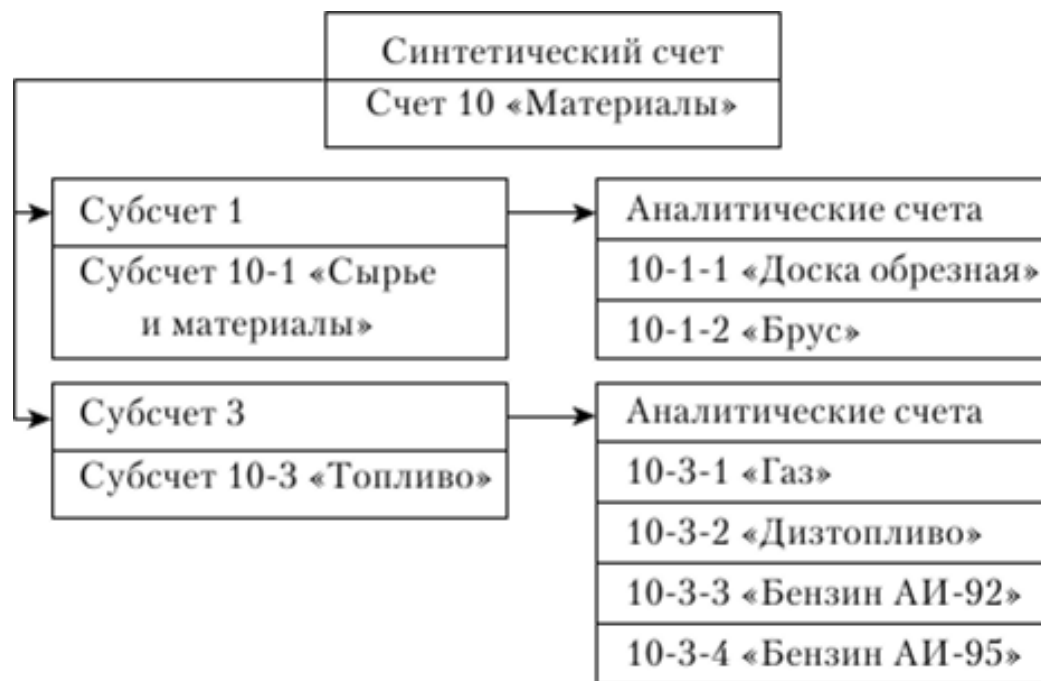 Синтетический счет
Счет 10 «Материалы»
Субсчет 1
Субсчет 10-1 «Сырье
и материалы»
Аналитические счета
10-1-1 «Доска обрезная»
10-1-2 «Брус»
Субсчет 3
Субсчет 10-3 «Топливо»
Аналитические счета
10-3-1 «Газ»
10-3-2 «Дизтопливо»
10-3-3 «Бензин АИ-92»
10-3-4 «Бензин АИ-95»